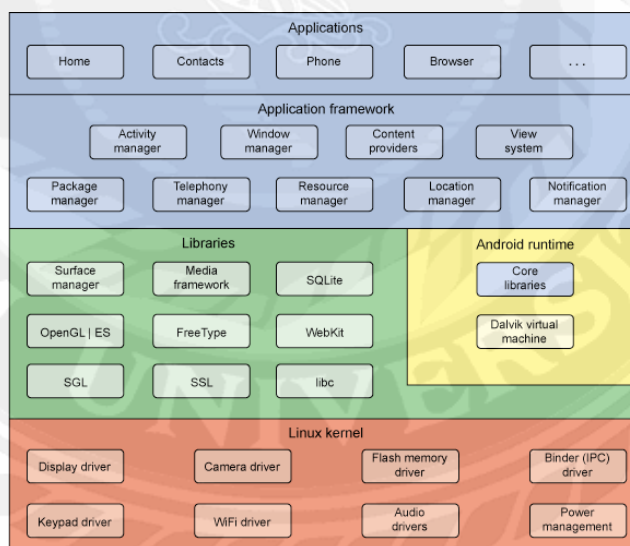 Applications
Home
Contacts
Phone
Browser
. . .
Application framework
Activity manager
Window manager
Content providers
View system
Package manager
Telephony manager
Resource manager
Location manager
Notification manager
Libraries
Surface manager
Media framework
SQLite
OpenGL | ES
FreeType
WebKit
SGL
SSL
libc
Android runtime
Core libraries
Dalvik virtual machine
Linux kernel
Display driver
Camera driver
Flash memory driver
Binder (IPC) driver
Keypad driver
WiFi driver
Audio drivers
Power management
UNIVERS